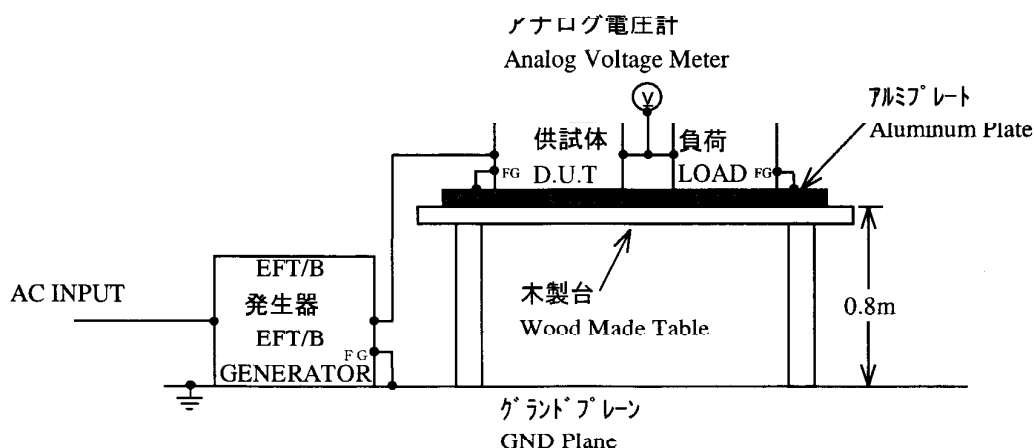 アナログ電圧計
Analog Voltage Meter
V
アルミプレート
Aluminum Plate
供試体
負荷
FG
D.U.T
LOAD
FG
AC INPUT
EFT/B
発生器
EFT/B
FG
GENERATOR
木製台
Wood Made Table
0.8m
グランドプレーン
GND Plane